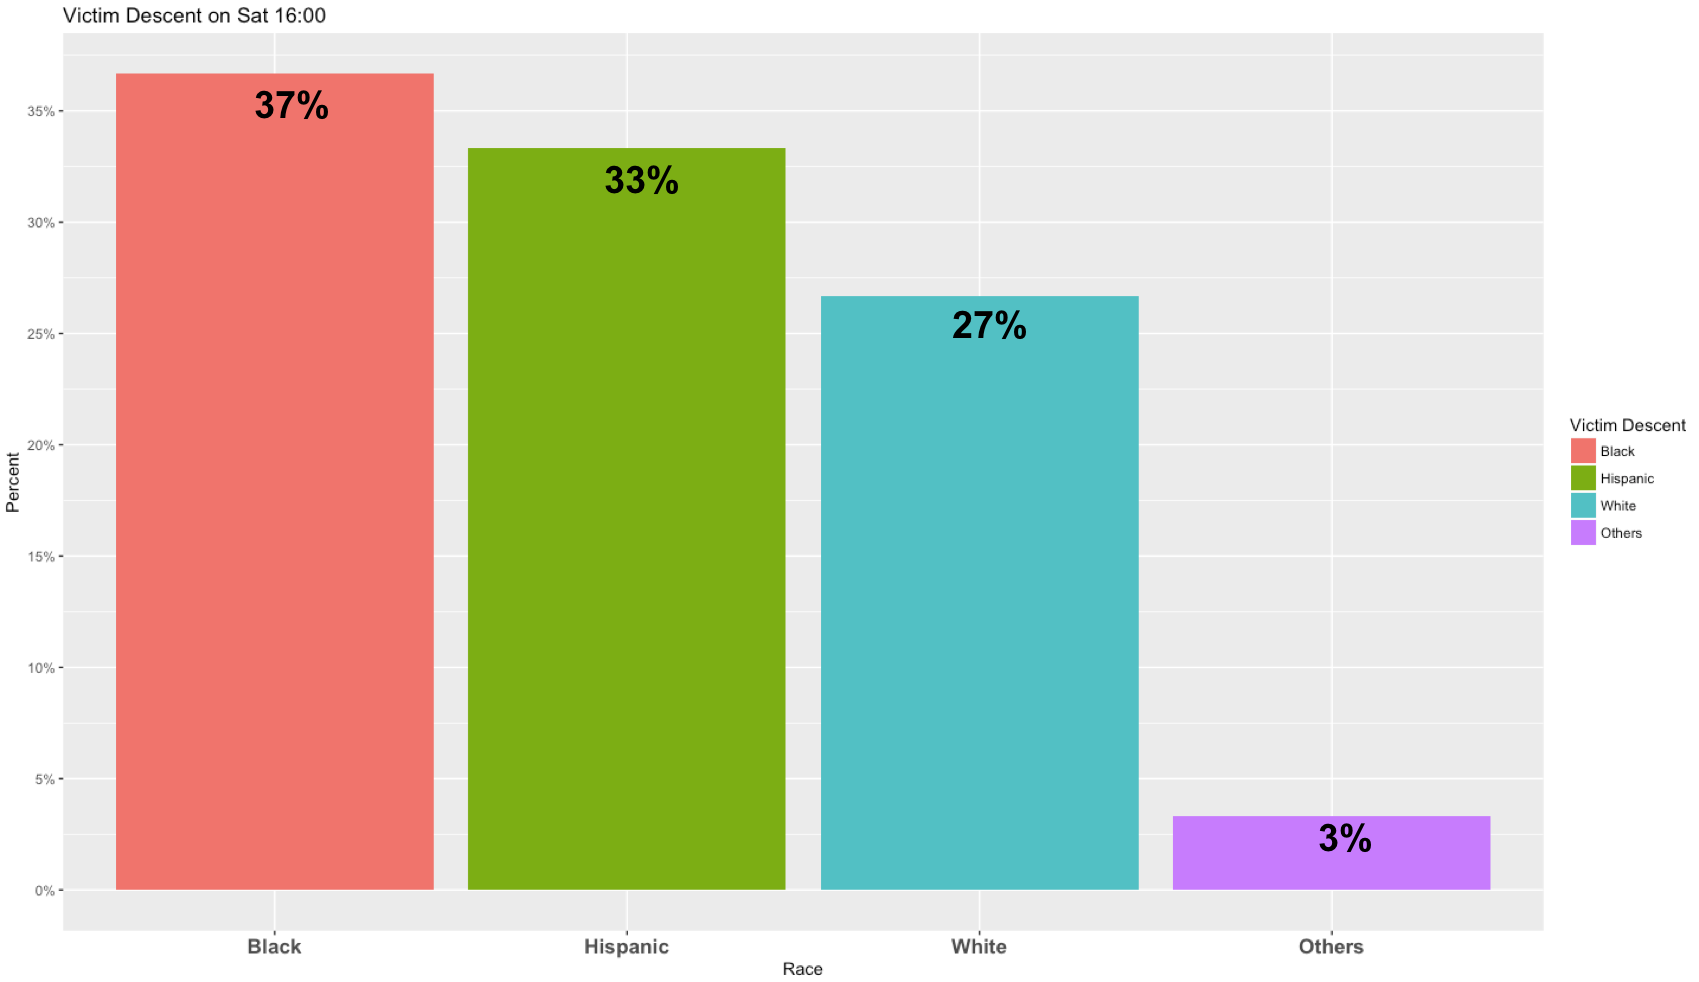 Victim Descent on Sat 16:00
37%
33%
27%
3%
35%
30%
25%
20%
15%
10%
5%
0%
Percent
Black Hispanic White Others
Race
Victim Descent
Black
Hispanic
White
Others